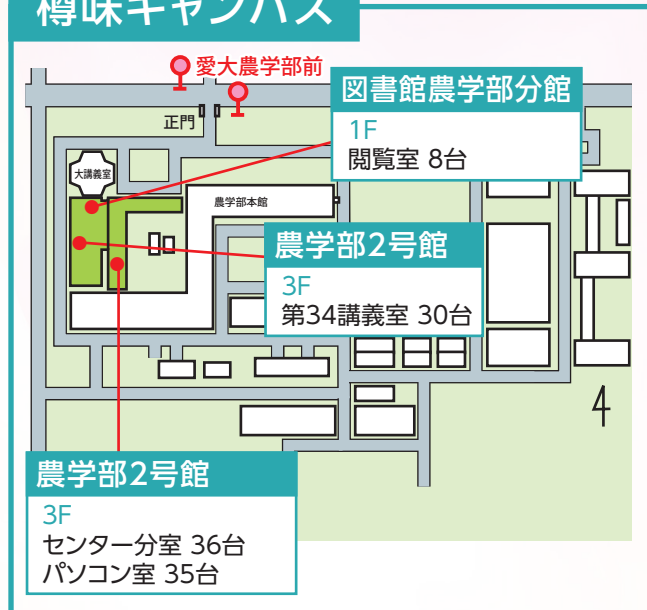 樽味キャンパス
愛大農学部前
正門
図書館農学部分館
1F
閲覧室 8台
大講義室
農学部本館
農学部2号館
3F
第34講義室 30台
農学部2号館
3F
センター分室 36台
パソコン室 35台